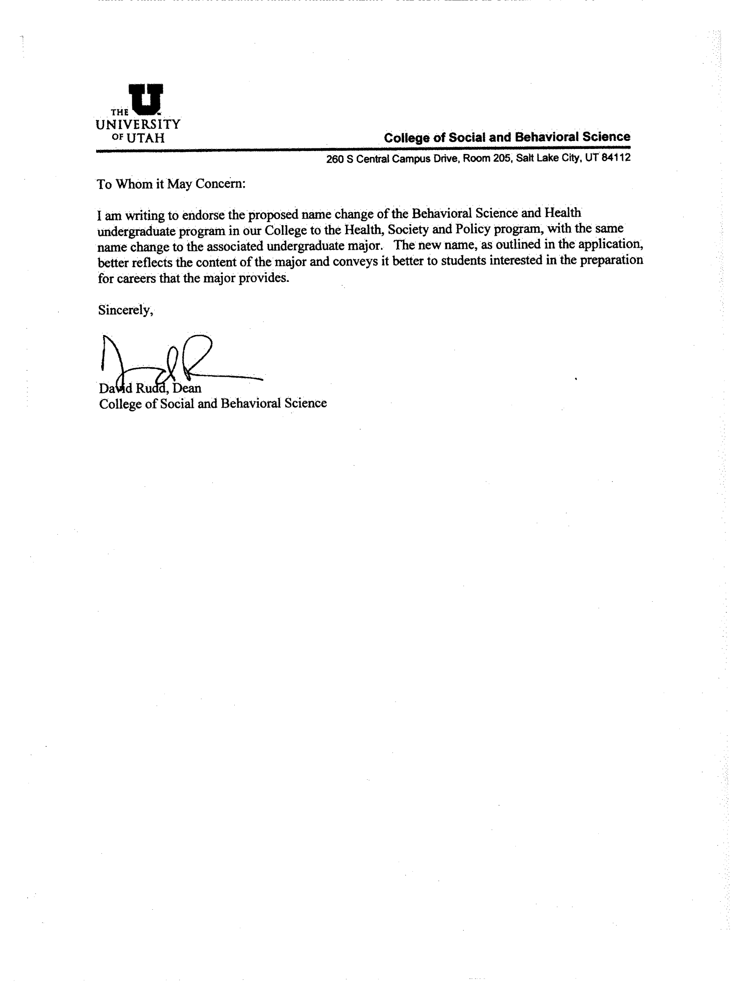 THE U
UNIVERSITY
OF UTAH
College of Social and Behavioral Science
260 S Central Campus Drive, Room 205, Salt Lake City, UT 84112
To Whom it May Concern:
I am writing to endorse the proposed name change of the Behavioral Science and Health
undergraduate program in our College to the Health, Society and Policy program, with the same
name change to the associated undergraduate major.   The new name, as outlined in the application,
better reflects the content of the major and conveys it better to students interested in the preparation
for careers that the major provides.
Sincerely,
David Rudd, Dean
College of Social and Behavioral Science